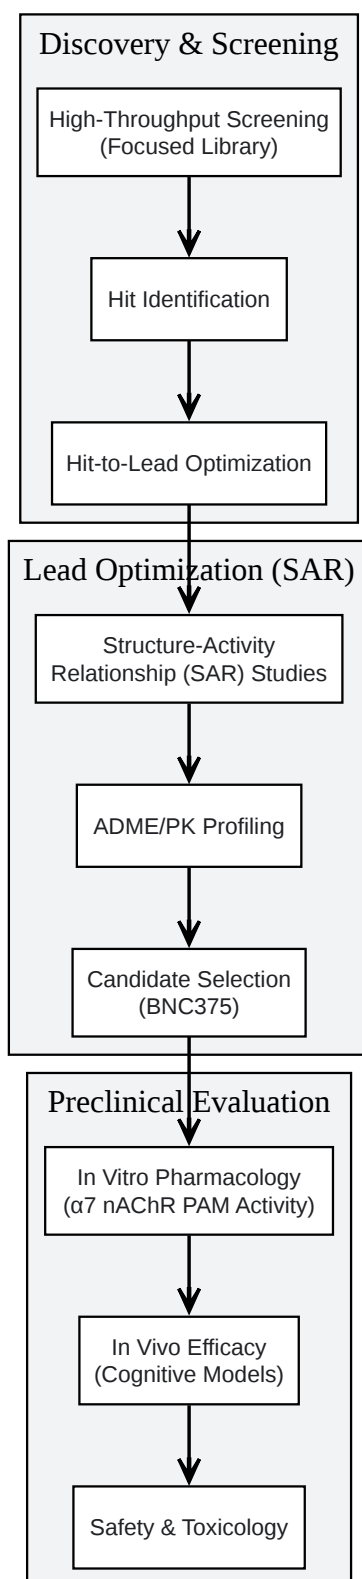 Discovery & Screening
High-Throughput Screening
(Focused Library)
Hit Identification
Hit-to-Lead Optimization
Lead Optimization (SAR)
Structure-Activity
Relationship (SAR) Studies
ADME/PK Profiling
Candidate Selection
(BNC375)
Preclinical Evaluation
In Vitro Pharmacology
(α7 nAChR PAM Activity)
In Vivo Efficacy
(Cognitive Models)
Safety & Toxicology